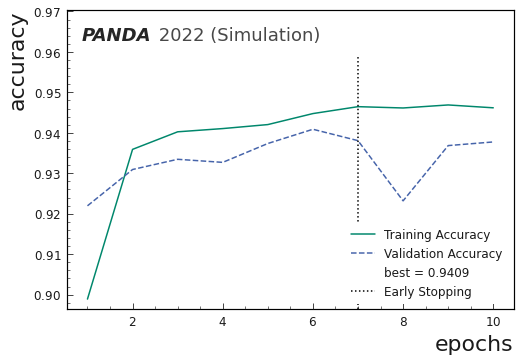 PANDA 2022 (Simulation)
accuracy
0.97
0.96
0.95
0.94
0.93
0.92
0.91
0.90
Training Accuracy
Validation Accuracy
best = 0.9409
Early Stopping
2 4 6 8 10
epochs